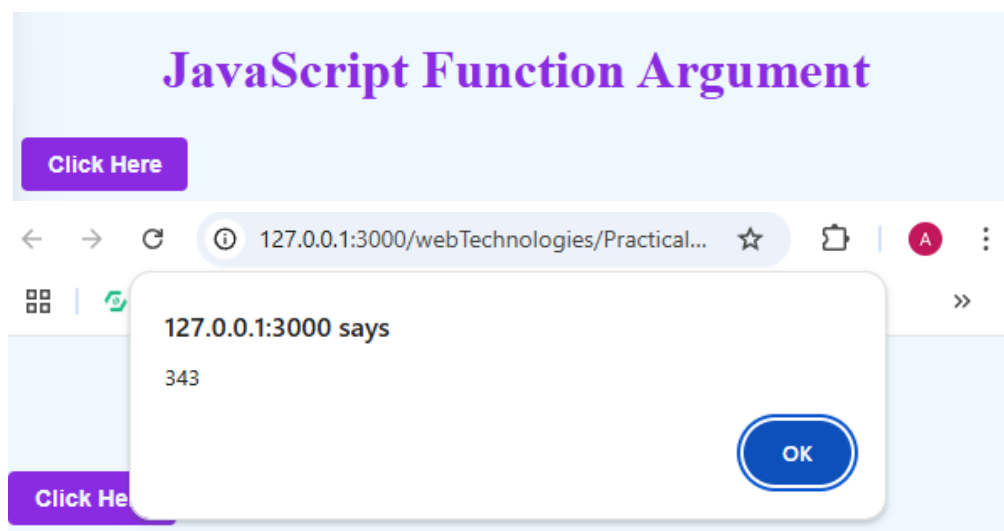 JavaScript Function Argument
Click Here
127.0.0.1:3000/webTechnologies/Practical...
A
127.0.0.1:3000 says
343
OK
Click He